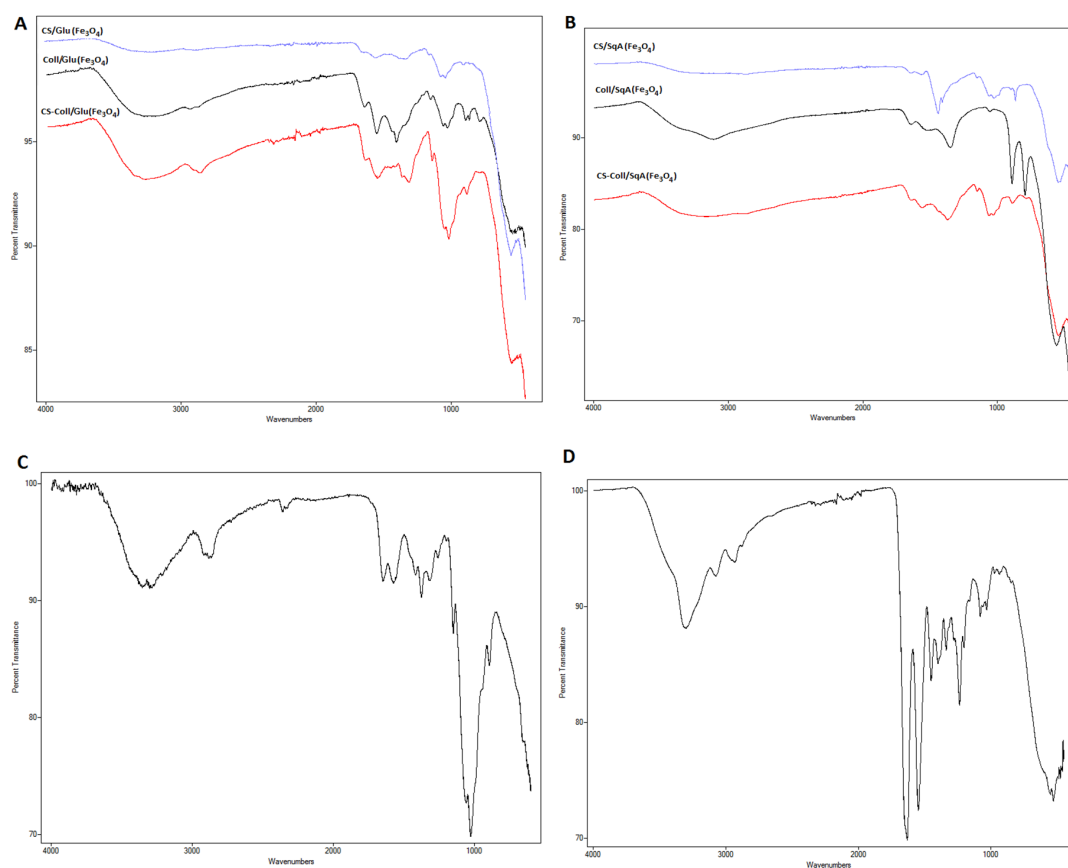 A
CS/Glu (Fe3O4)
Coll/Glu(Fe3O4)
CS-Coll/Glu(Fe3O4)
Percent Transmittance
95
90
85
4000
3000
2000
1000
Wavenumbers
B
CS/SqA (Fe3O4)
Coll/SqA(Fe3O4)
CS-Coll/SqA(Fe3O4)
Percent Transmittance
90
80
70
4000
3000
2000
1000
Wavenumbers
C
Percent Transmittance
100
90
80
70
4000
3000
2000
1000
Wavenumbers
D
Percent Transmittance
100
90
80
70
4000
3000
2000
1000
Wavenumbers